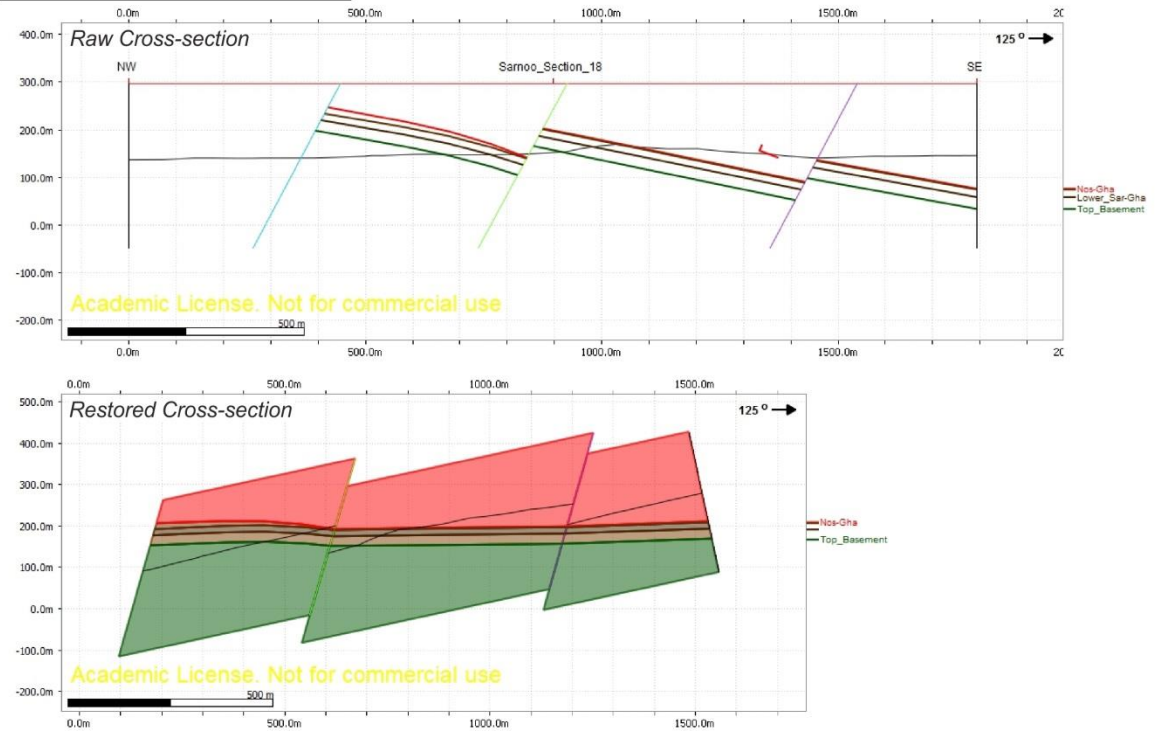 0.0m 500.0m 1000.0m 1500.0m 20
400.0m
Raw Cross-section
125 º
NW
Sarnoo_Section_18
SE
300.0m
200.0m
100.0m
Nos-Gha
Lower_Sar-Gha
Top_Basement
0.0m
-100.0m
Academic License. Not for commercial use
-200.0m
500 m
0.0m 500.0m 1000.0m 1500.0m 20
0.0m 500.0m 1000.0m 1500.0m
500.0m
Restored Cross-section
125 º
400.0m
300.0m
200.0m
Nos-Gha
Top_Basement
100.0m
0.0m
-100.0m
Academic License. Not for commercial use
-200.0m
500 m
0.0m 500.0m 1000.0m 1500.0m